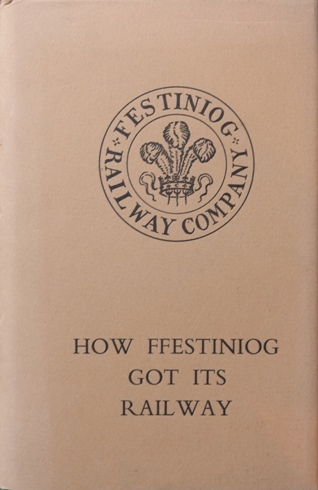 FESTINIOG
RAILWAY COMPANY
HOW FFESTINIOG
GOT ITS
RAILWAY